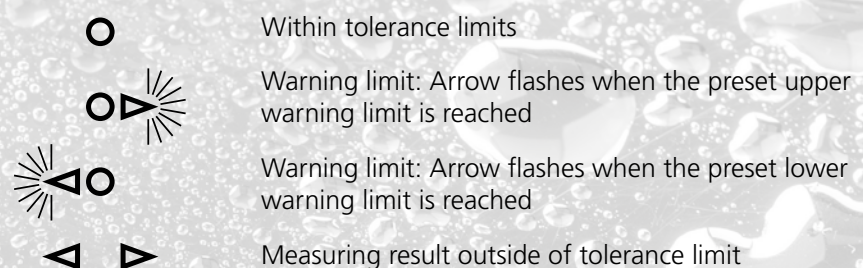 Within tolerance limits
Warning limit: Arrow flashes when the preset upper
warning limit is reached
Warning limit: Arrow flashes when the preset lower
warning limit is reached
Measuring result outside of tolerance limit